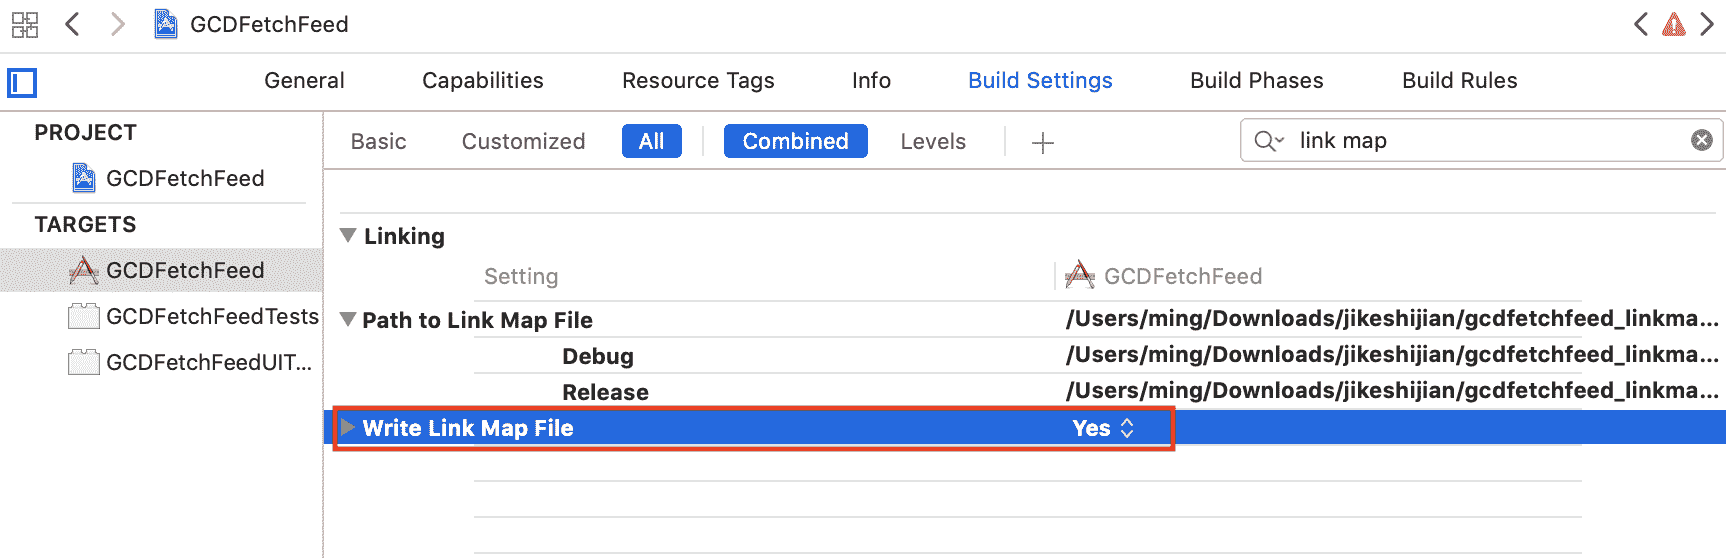 GCDFetchFeed
General Capabilities Resource Tags Info Build Settings Build Phases Build Rules
PROJECT
GCDFetchFeed
TARGETS
GCDFetchFeed
GCDFetchFeedTests
GCDFetchFeedUIT...
Basic Customized All Combined Levels + link map
Linking
Setting GCDFetchFeed
Path to Link Map File /Users/ming/Downloads/jikeshijian/gcdfetchfeed_linkma...
Debug /Users/ming/Downloads/jikeshijian/gcdfetchfeed_linkma...
Release /Users/ming/Downloads/jikeshijian/gcdfetchfeed_linkma...
Write Link Map File Yes